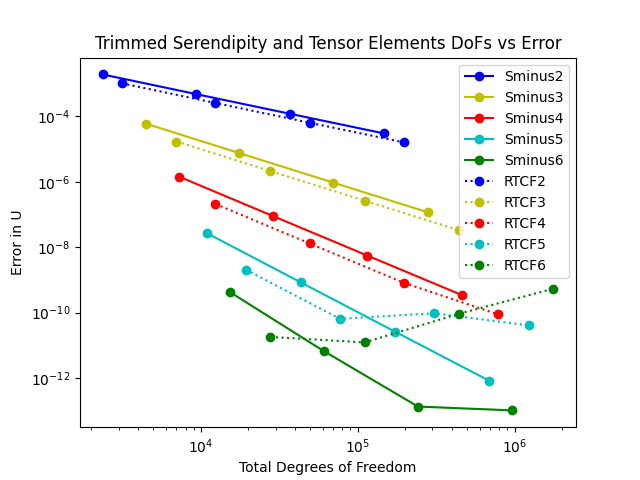 Trimmed Serendipity and Tensor Elements DoFs vs Error
Sminus2
Sminus3
Sminus4
Sminus5
Sminus6
RTCF2
RTCF3
RTCF4
RTCF5
RTCF6
Error in U
10⁻⁴
10⁻⁶
10⁻⁸
10⁻¹⁰
10⁻¹²
10⁴ 10⁵ 10⁶
Total Degrees of Freedom